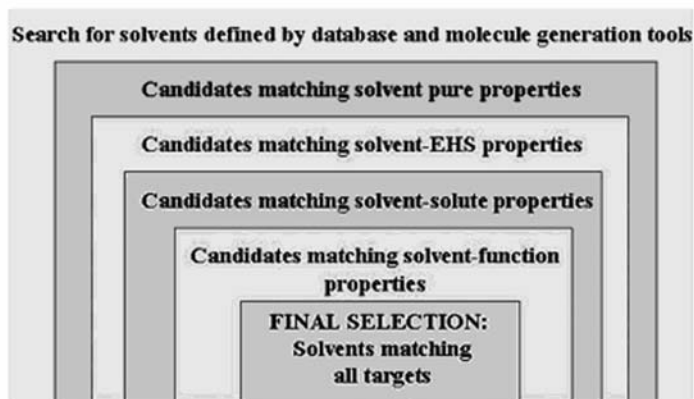 Search for solvents defined by database and molecule generation tools
Candidates matching solvent pure properties
Candidates matching solvent-EHS properties
Candidates matching solvent-solute properties
Candidates matching solvent-function
properties
FINAL SELECTION:
Solvents matching
all targets